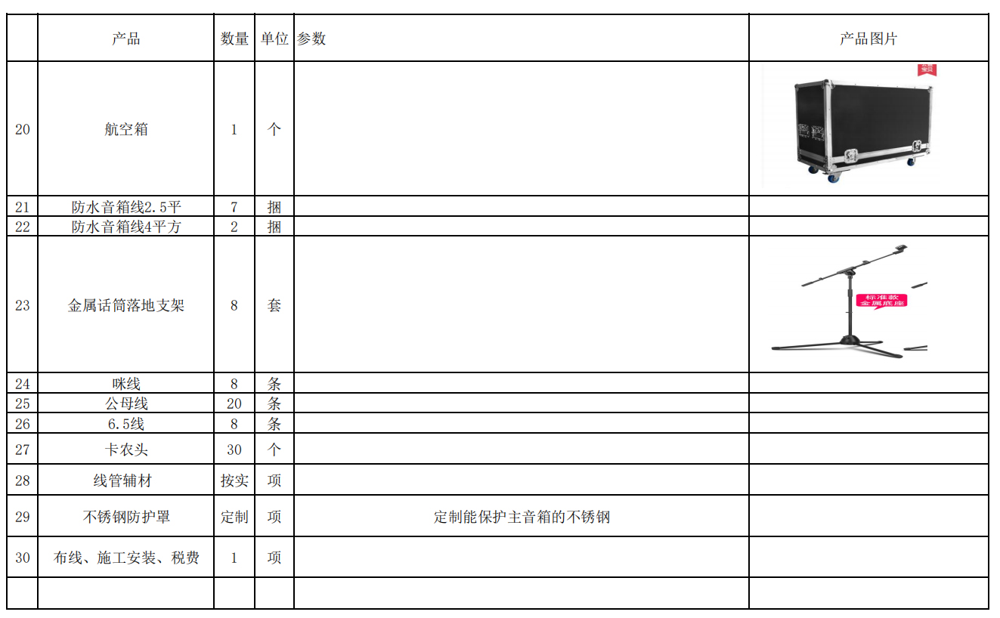 产品 数量 单位 参数 产品图片
宝贝
20 航空箱 1 个
21 防水音箱线2.5平 7 捆
22 防水音箱线4平方 2 捆
标准款
金属底座
23 金属话筒落地支架 8 套
24 咪线 8 条
25 公母线 20 条
26 6.5线 8 条
27 卡农头 30 个
28 线管辅材 按实 项
29 不锈钢防护罩 定制 项 定制能保护主音箱的不锈钢
30 布线、施工安装、税费 1 项